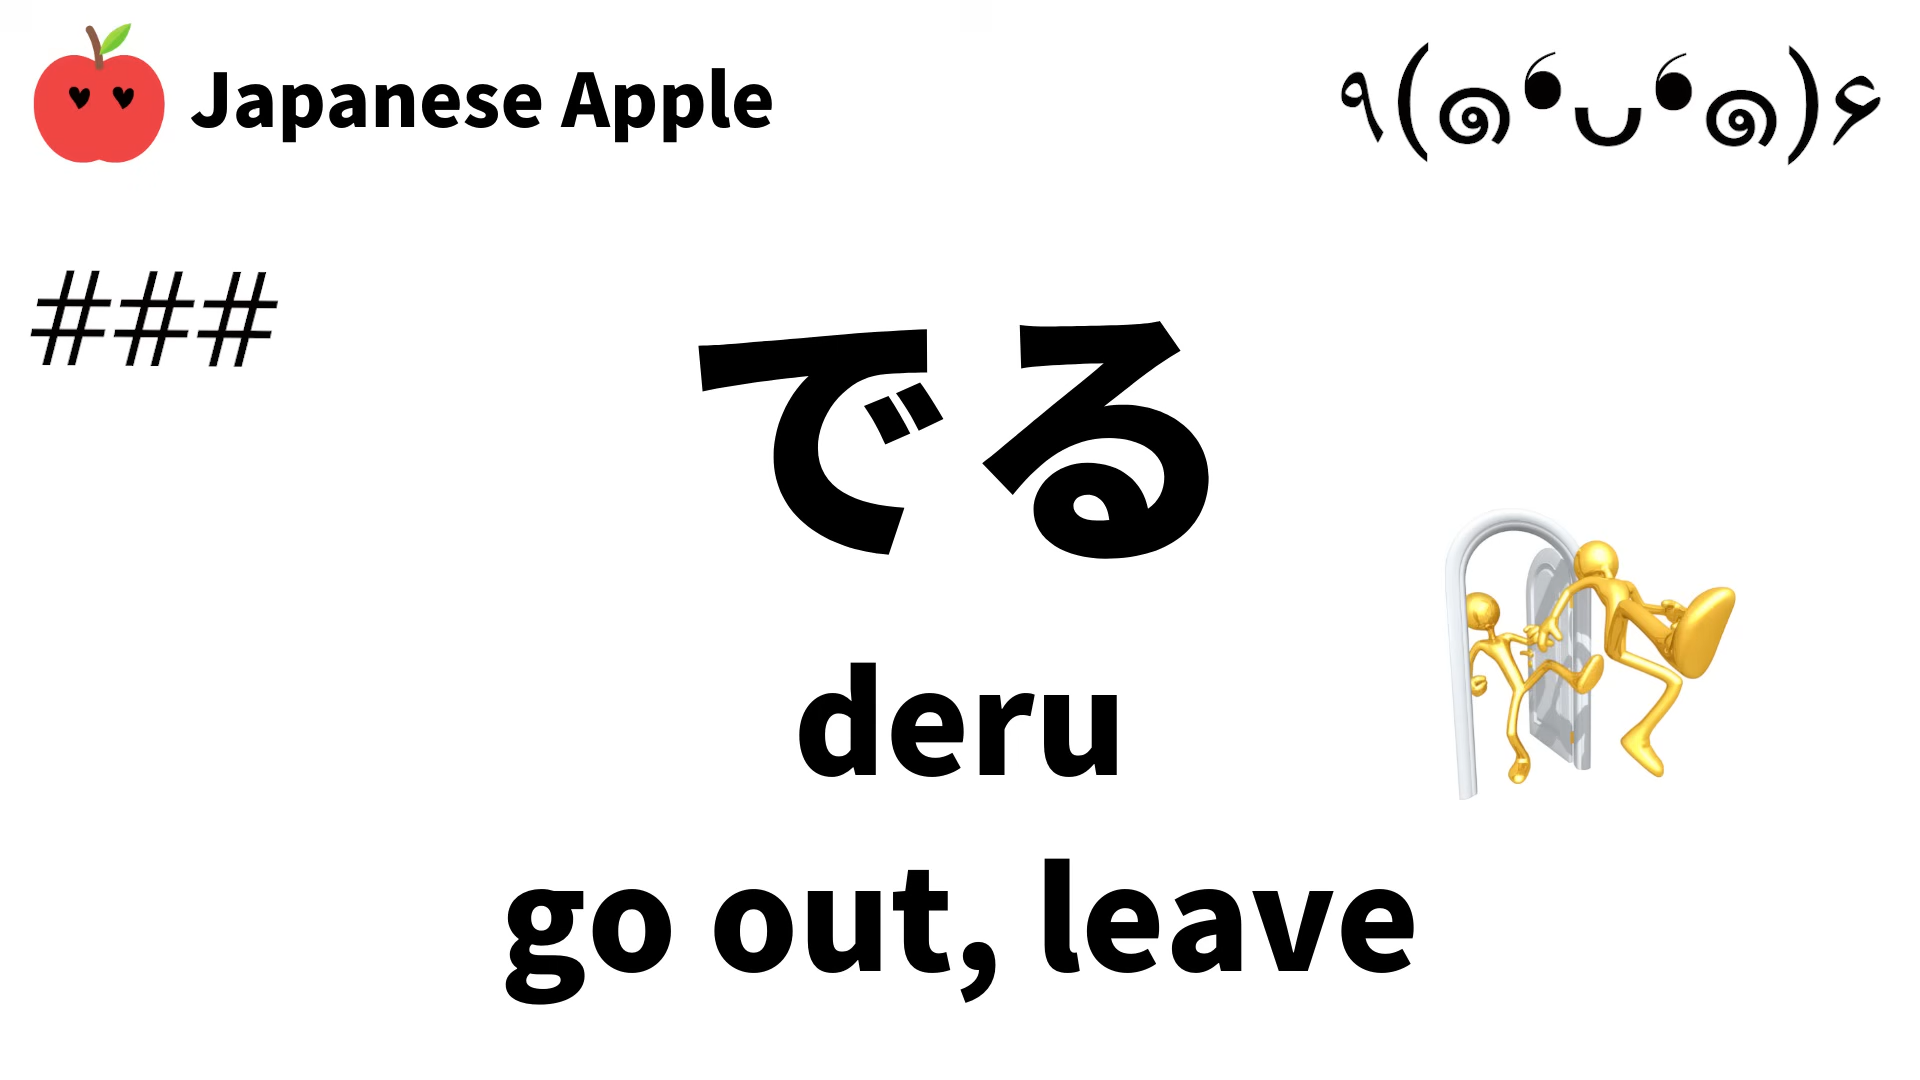 Japanese Apple
٩(๑❛ᴗ❛๑)۶
###
でる
deru
go out, leave